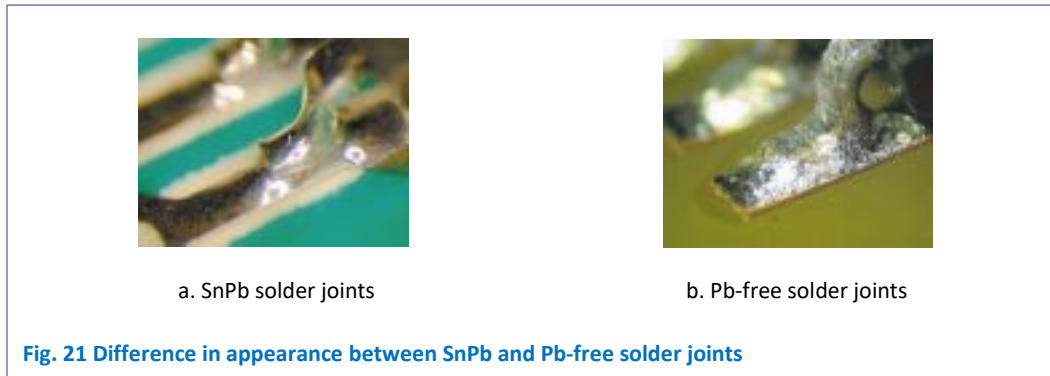 a. SnPb solder joints
b. Pb-free solder joints
Fig. 21 Difference in appearance between SnPb and Pb-free solder joints